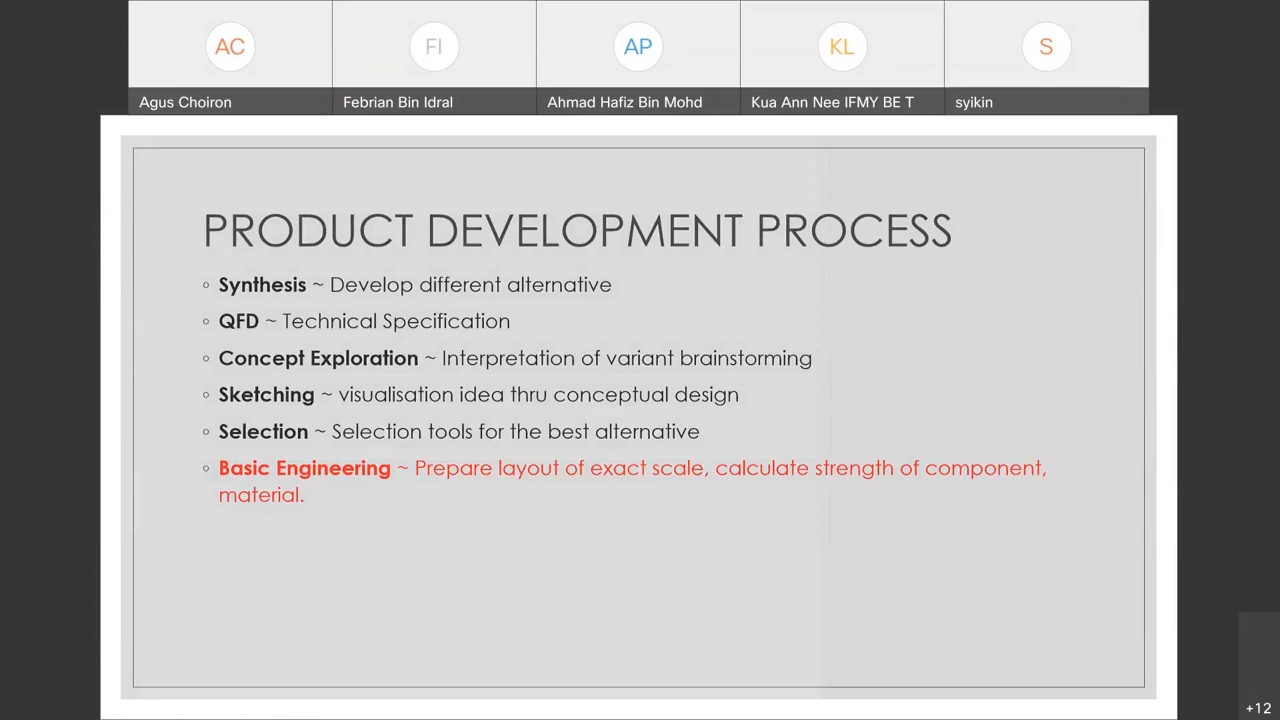 AC
FI
AP
KL
S
Agus Choiron
Febrian Bin Idral
Ahmad Hafiz Bin Mohd
Kua Ann Nee IFMY BE T
syikin
PRODUCT DEVELOPMENT PROCESS
◦ Synthesis ~ Develop different alternative
◦ QFD ~ Technical Specification
◦ Concept Exploration ~ Interpretation of variant brainstorming
◦ Sketching ~ visualisation idea thru conceptual design
◦ Selection ~ Selection tools for the best alternative
◦ Basic Engineering ~ Prepare layout of exact scale, calculate strength of component,
material.
+12